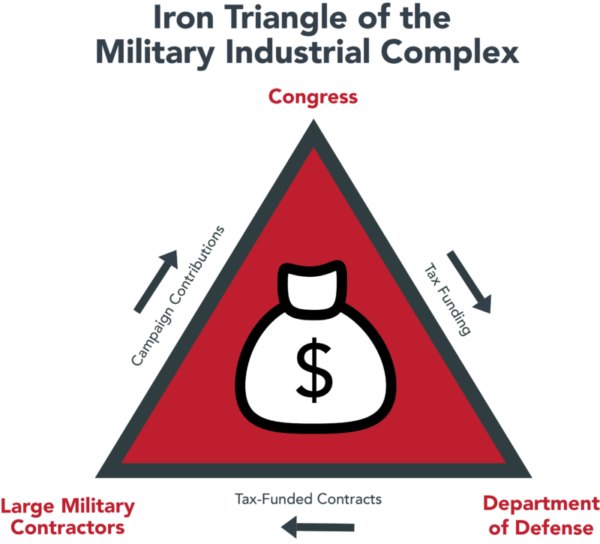 Iron Triangle of the
Military Industrial Complex
Congress
Campaign Contributions
Tax Funding
$
Large Military
Contractors
Tax-Funded Contracts
Department
of Defense